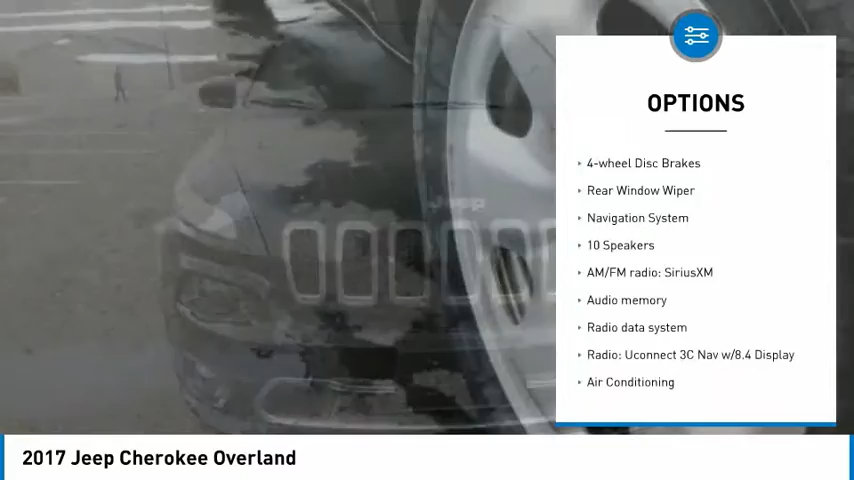 OPTIONS
4-wheel Disc Brakes
Rear Window Wiper
Navigation System
10 Speakers
AM/FM radio: SiriusXM
Audio memory
Radio data system
Radio: Uconnect 3C Nav w/8.4 Display
Air Conditioning
Jeep
2017 Jeep Cherokee Overland